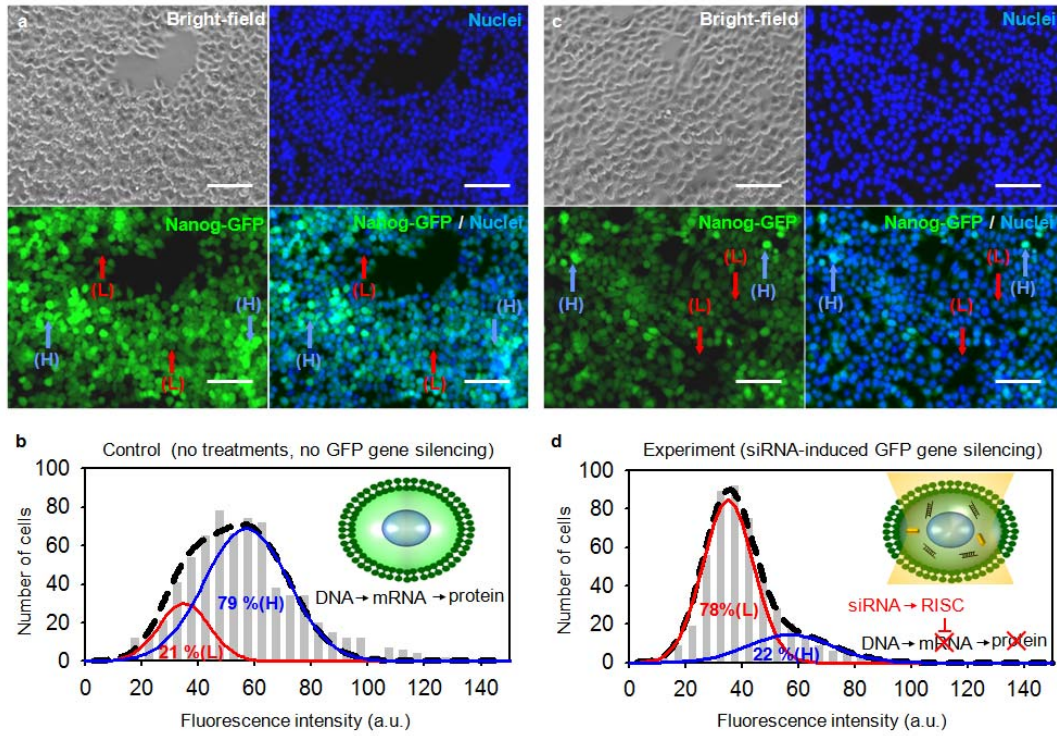 a
Bright-field
Nuclei
Nanog-GFP
Nanog-GFP / Nuclei
(L)
(H)
(H)
(L)
(L)
(H)
(H)
(L)
c
Bright-field
Nuclei
Nanog-GFP
Nanog-GFP / Nuclei
(L)
(H)
(H)
(L)
(L)
(H)
(H)
(L)
b
Control (no treatments, no GFP gene silencing)
Number of cells
100
80
60
40
20
0
79 %(H)
21 %(L)
DNA→mRNA→protein
0 20 40 60 80 100 120 140
Fluorescence intensity (a.u.)
d
Experiment (siRNA-induced GFP gene silencing)
Number of cells
100
80
60
40
20
0
78%(L)
22 %(H)
siRNA→RISC
DNA→mRNA→protein
0 20 40 60 80 100 120 140
Fluorescence intensity (a.u.)